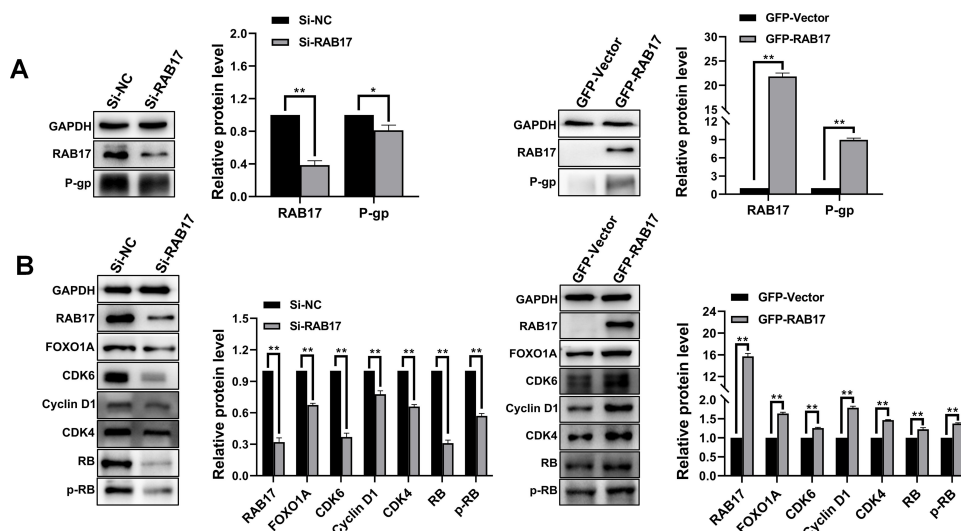 A
Si-NC
Si-RAB17
GAPDH
RAB17
P-gp
Si-NC
Si-RAB17
Relative protein level
2.0
1.6
1.2
0.8
0.4
0.0
**
*
RAB17
P-gp
GFP-Vector
GFP-RAB17
GAPDH
RAB17
P-gp
GFP-Vector
GFP-RAB17
Relative protein level
30
25
20
15
12
9
6
3
0
**
**
RAB17
P-gp
B
Si-NC
Si-RAB17
GAPDH
RAB17
FOXO1A
CDK6
Cyclin D1
CDK4
RB
p-RB
Si-NC
Si-RAB17
Relative protein level
1.5
1.2
0.9
0.6
0.3
0.0
**
**
**
**
**
**
**
RAB17
FOXO1A
CDK6
Cyclin D1
CDK4
RB
p-RB
GFP-Vector
GFP-RAB17
GAPDH
RAB17
FOXO1A
CDK6
Cyclin D1
CDK4
RB
p-RB
GFP-Vector
GFP-RAB17
Relative protein level
24
20
16
12
2.0
1.5
1.0
0.5
0.0
**
**
**
**
**
**
**
RAB17
FOXO1A
CDK6
Cyclin D1
CDK4
RB
p-RB